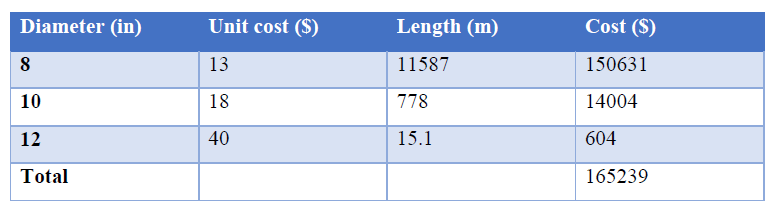 Diameter (in) Unit cost ($) Length (m) Cost ($)
8 13 11587 150631
10 18 778 14004
12 40 15.1 604
Total 165239